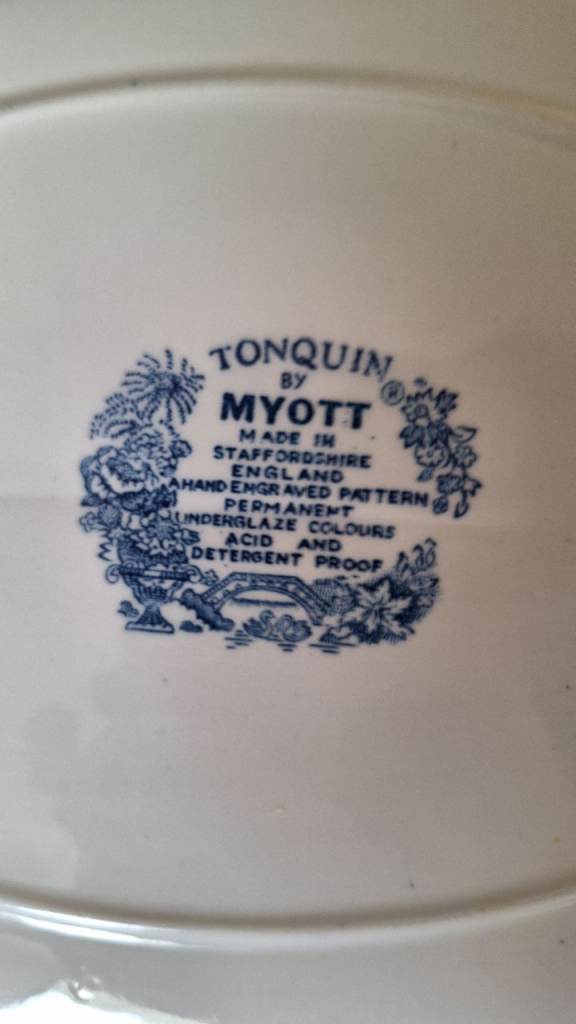 TONQUIN ®
BY
MYOTT
MADE IN
STAFFORDSHIRE
ENGLAND
A HAND ENGRAVED PATTERN
PERMANENT
UNDERGLAZE COLOURS
ACID AND
DETERGENT PROOF